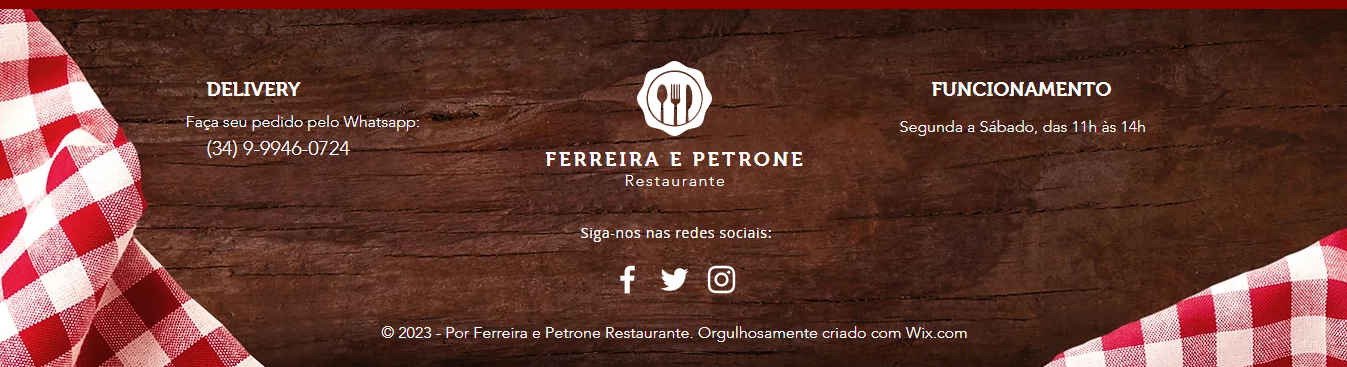 DELIVERY
Faça seu pedido pelo Whatsapp:
(34) 9-9946-0724
FERREIRA E PETRONE
Restaurante
FUNCIONAMENTO
Segunda a Sábado, das 11h às 14h
Siga-nos nas redes sociais:
© 2023 - Por Ferreira e Petrone Restaurante. Orgulhosamente criado com Wix.com